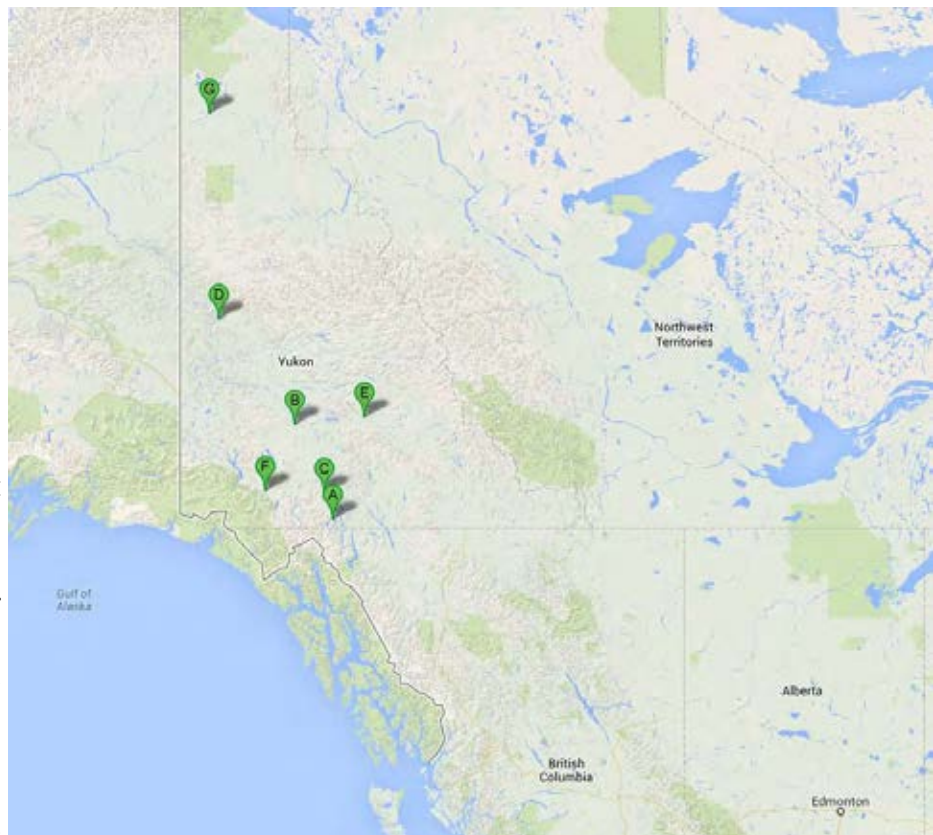 G
D
Northwest
Territories
Yukon
E
B
F
C
A
Gulf of
Alaska
Alberta
British
Columbia
Edmonton